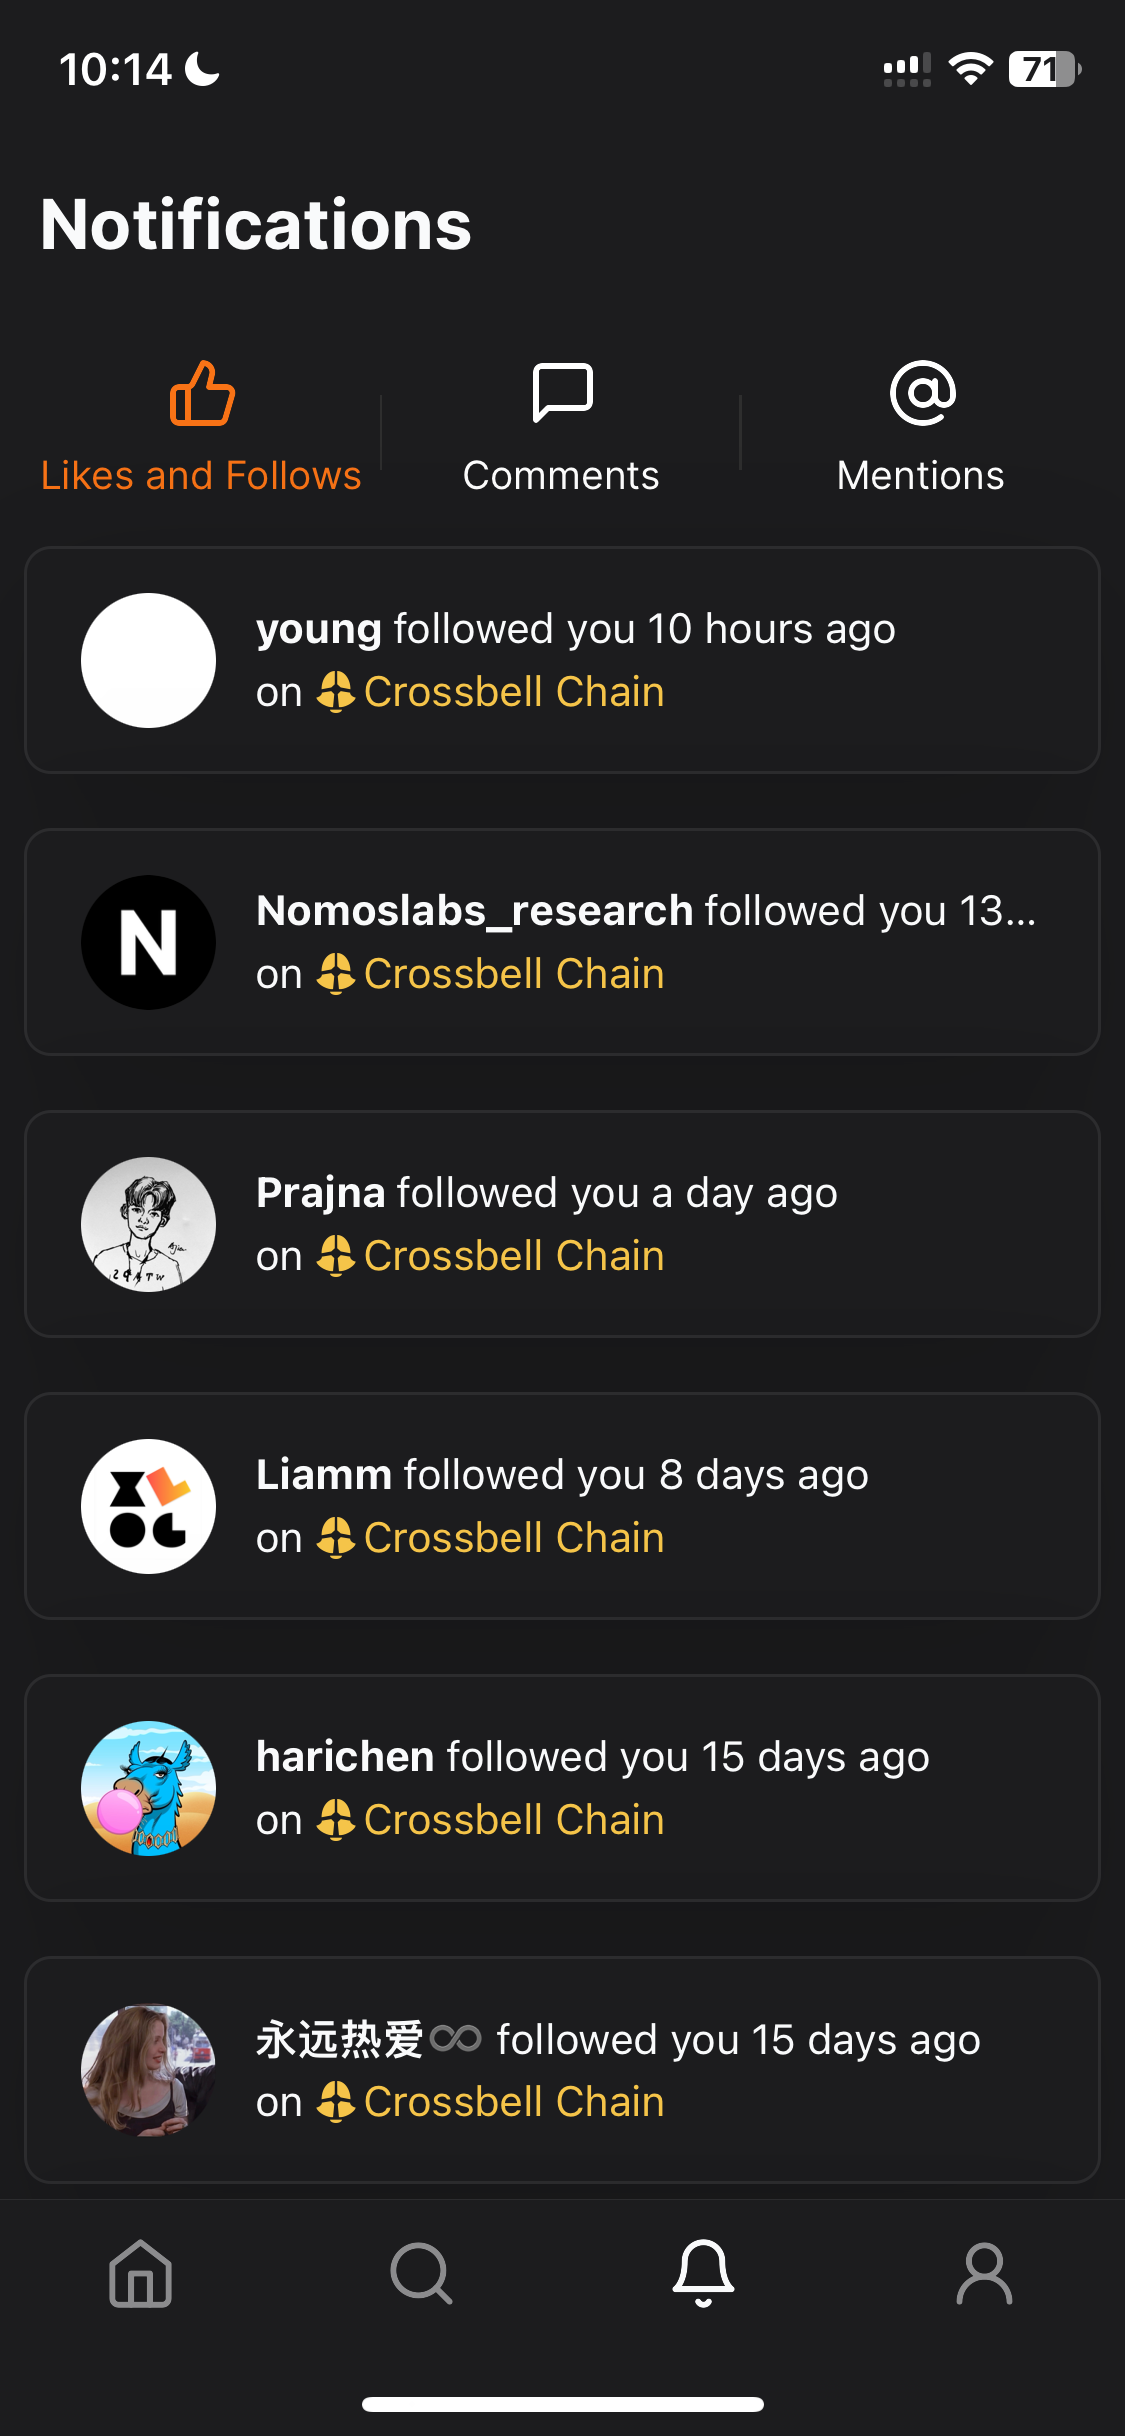 10:14
71
Notifications
Likes and Follows
Comments
Mentions
young followed you 10 hours ago
on Crossbell Chain
N
Nomoslabs_research followed you 13...
on Crossbell Chain
Prajna followed you a day ago
on Crossbell Chain
Liamm followed you 8 days ago
on Crossbell Chain
harichen followed you 15 days ago
on Crossbell Chain
永远热爱♾ followed you 15 days ago
on Crossbell Chain